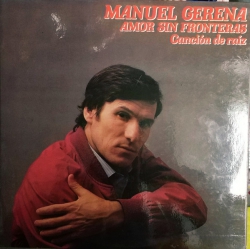 MANUEL GERENA
AMOR SIN FRONTERAS
Canción de raíz